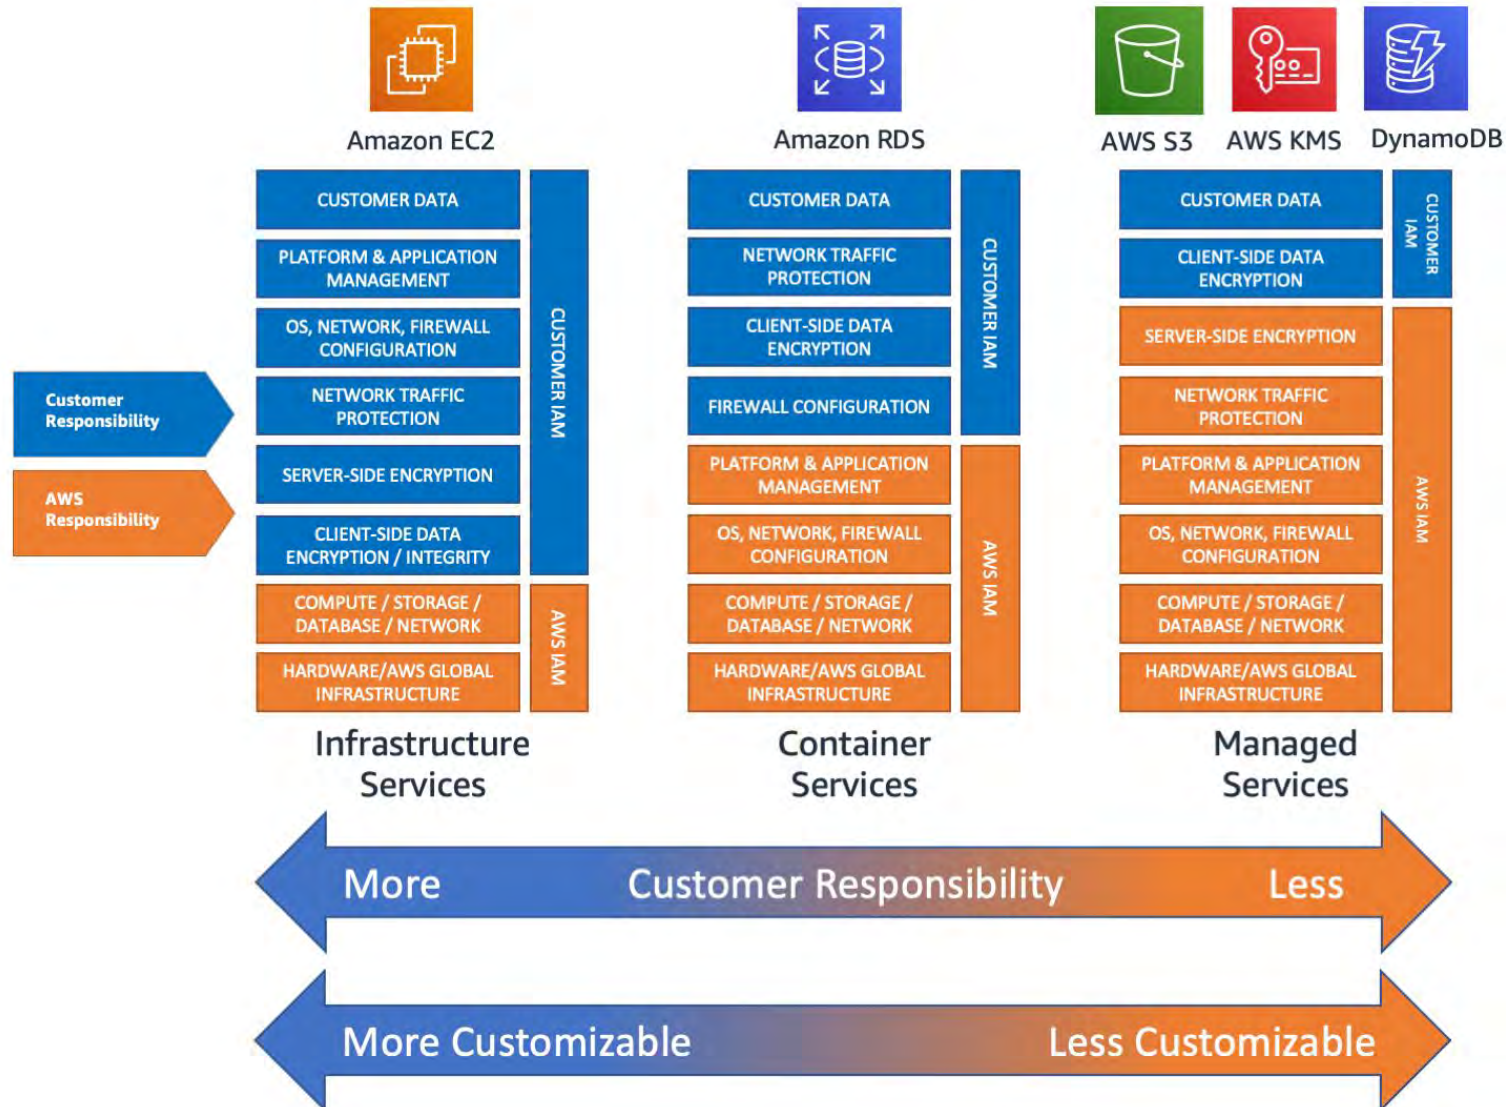 Amazon EC2
CUSTOMER DATA
PLATFORM & APPLICATION
MANAGEMENT
OS, NETWORK, FIREWALL
CONFIGURATION
NETWORK TRAFFIC
PROTECTION
SERVER-SIDE ENCRYPTION
CLIENT-SIDE DATA
ENCRYPTION / INTEGRITY
COMPUTE / STORAGE /
DATABASE / NETWORK
HARDWARE/AWS GLOBAL
INFRASTRUCTURE
CUSTOMER IAM
AWS IAM
Infrastructure
Services
Customer
Responsibility
AWS
Responsibility
Amazon RDS
CUSTOMER DATA
NETWORK TRAFFIC
PROTECTION
CLIENT-SIDE DATA
ENCRYPTION
FIREWALL CONFIGURATION
PLATFORM & APPLICATION
MANAGEMENT
OS, NETWORK, FIREWALL
CONFIGURATION
COMPUTE / STORAGE /
DATABASE / NETWORK
HARDWARE/AWS GLOBAL
INFRASTRUCTURE
CUSTOMER IAM
AWS IAM
Container
Services
AWS S3
AWS KMS
DynamoDB
CUSTOMER DATA
CLIENT-SIDE DATA
ENCRYPTION
SERVER-SIDE ENCRYPTION
NETWORK TRAFFIC
PROTECTION
PLATFORM & APPLICATION
MANAGEMENT
OS, NETWORK, FIREWALL
CONFIGURATION
COMPUTE / STORAGE /
DATABASE / NETWORK
HARDWARE/AWS GLOBAL
INFRASTRUCTURE
CUSTOMER
IAM
AWS IAM
Managed
Services
More Customer Responsibility Less
More Customizable Less Customizable